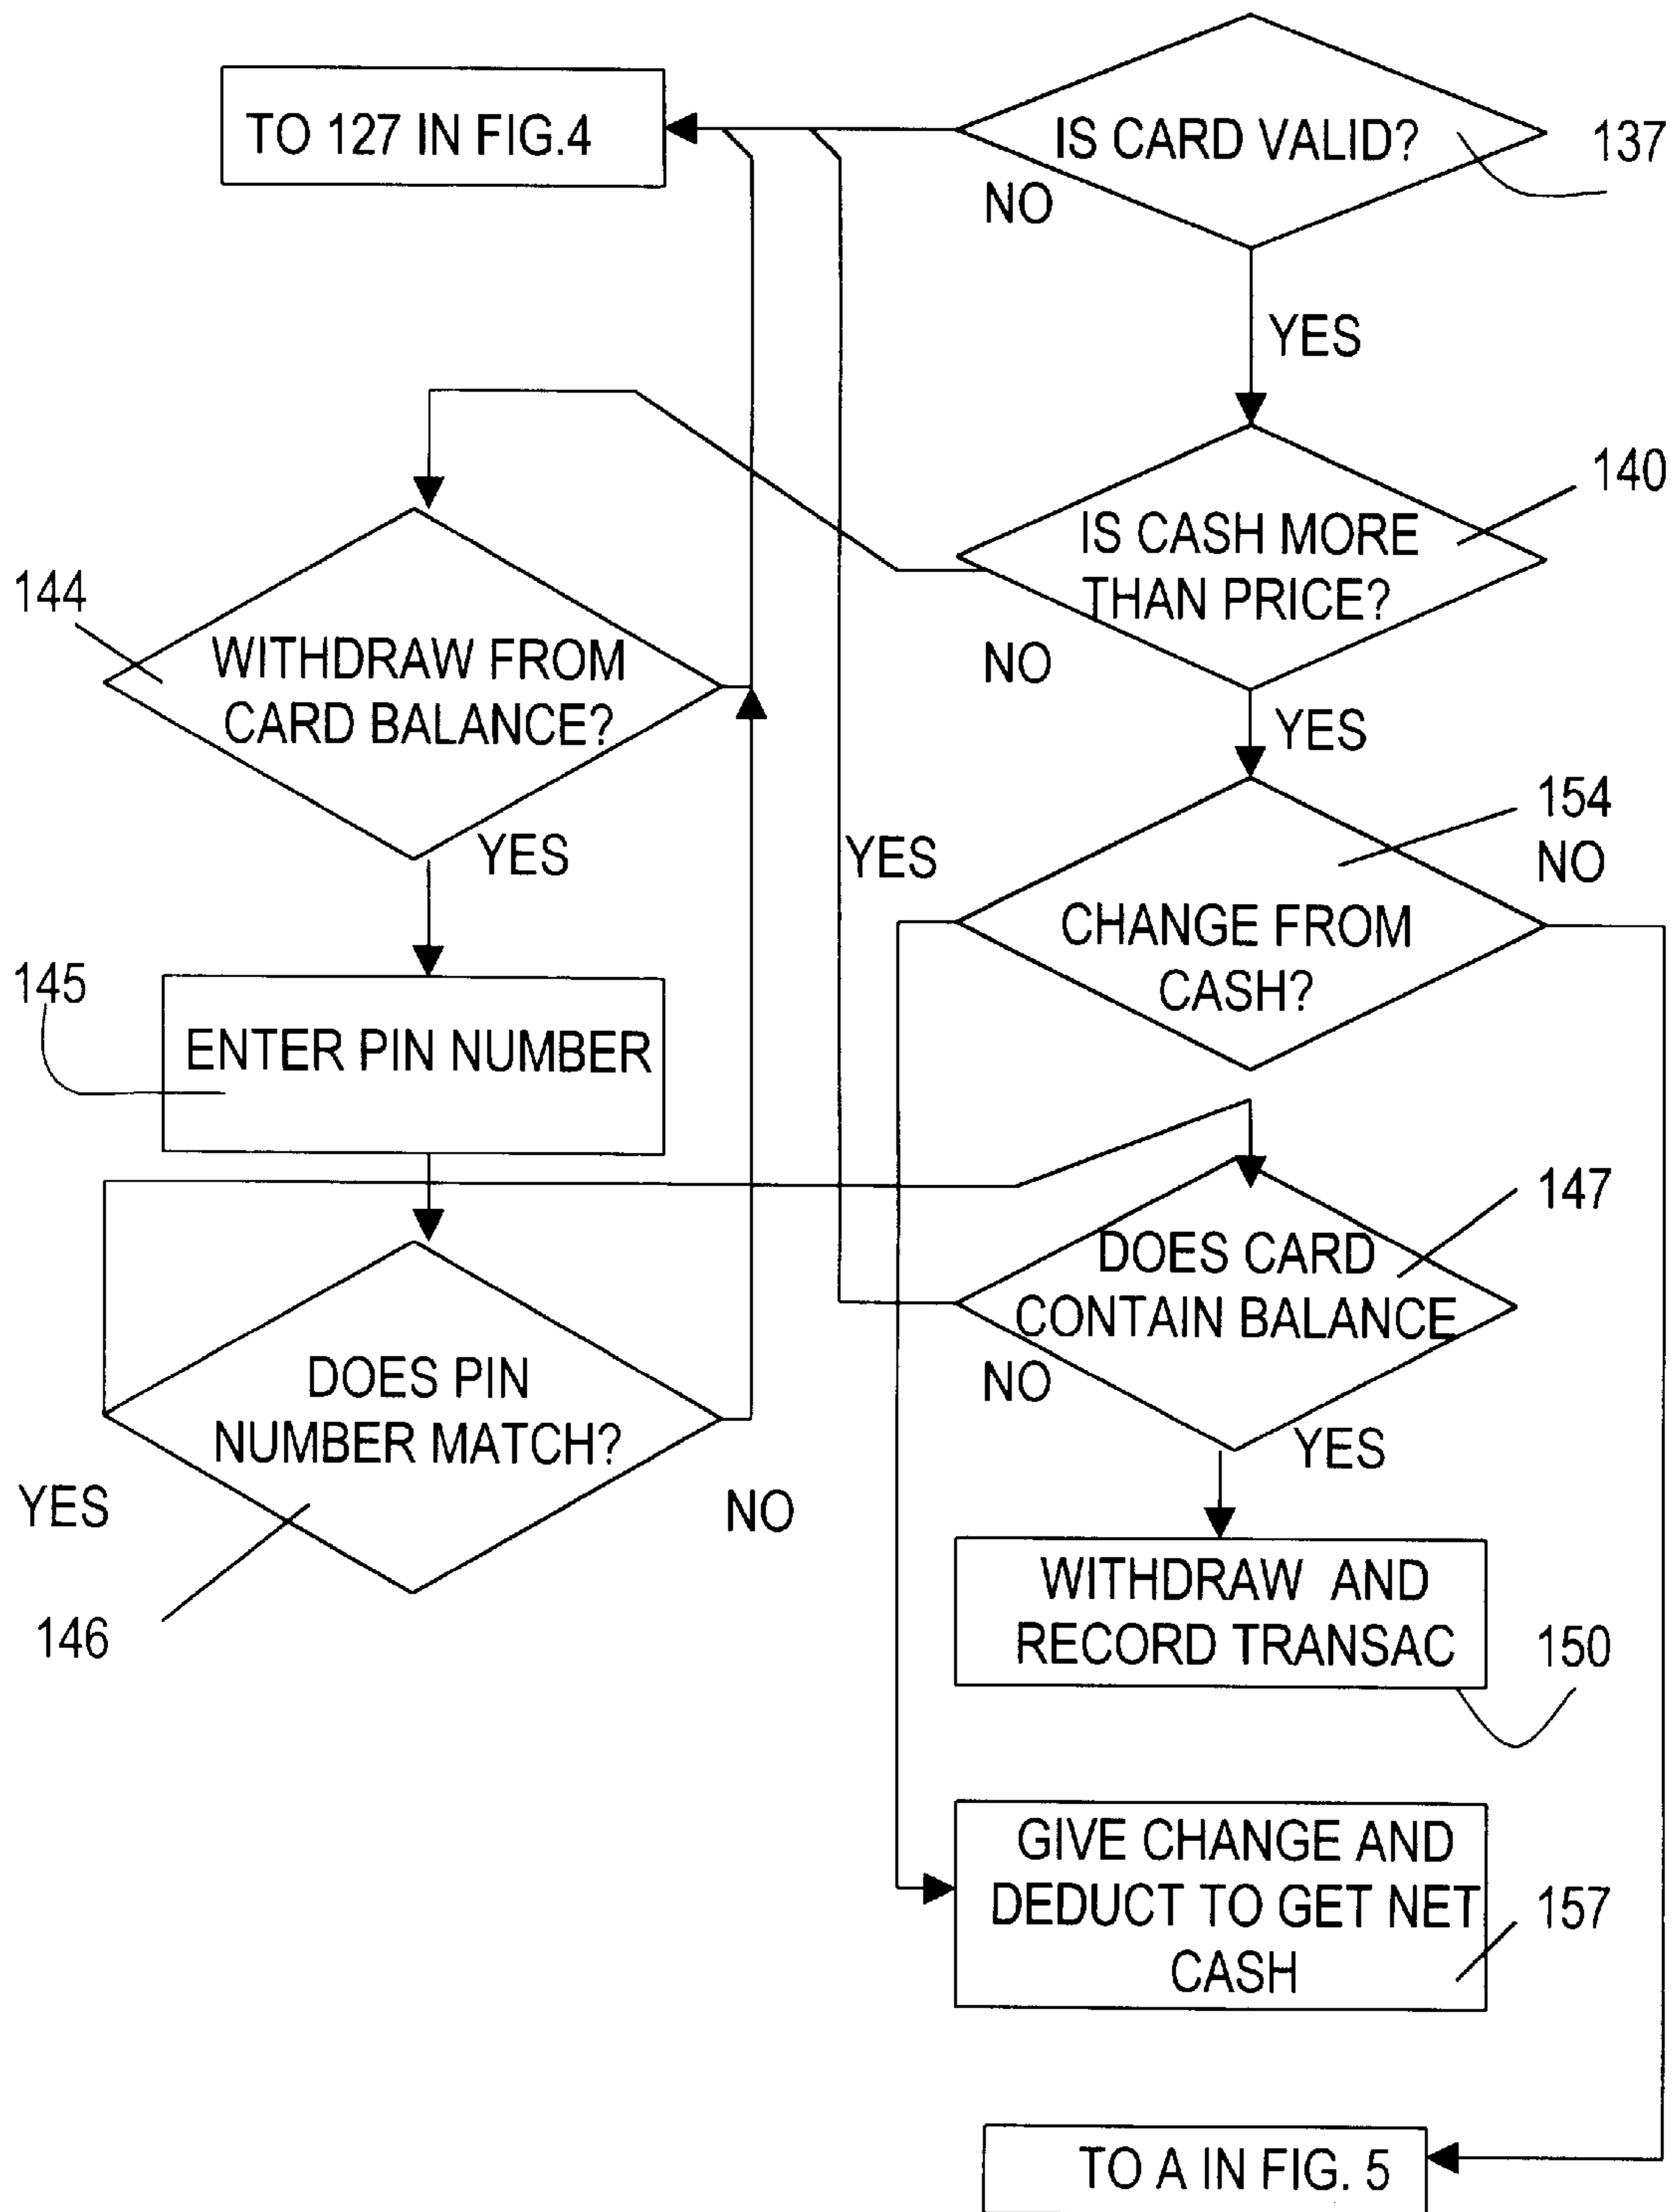 TO 127 IN FIG.4
IS CARD VALID?
137
NO
YES
IS CASH MORE
THAN PRICE?
140
NO
YES
144
WITHDRAW FROM
CARD BALANCE?
YES
YES
154
NO
CHANGE FROM
CASH?
145
ENTER PIN NUMBER
147
DOES CARD
CONTAIN BALANCE
NO
YES
DOES PIN
NUMBER MATCH?
YES
NO
146
WITHDRAW AND
RECORD TRANSAC
150
GIVE CHANGE AND
DEDUCT TO GET NET
CASH
157
TO A IN FIG. 5